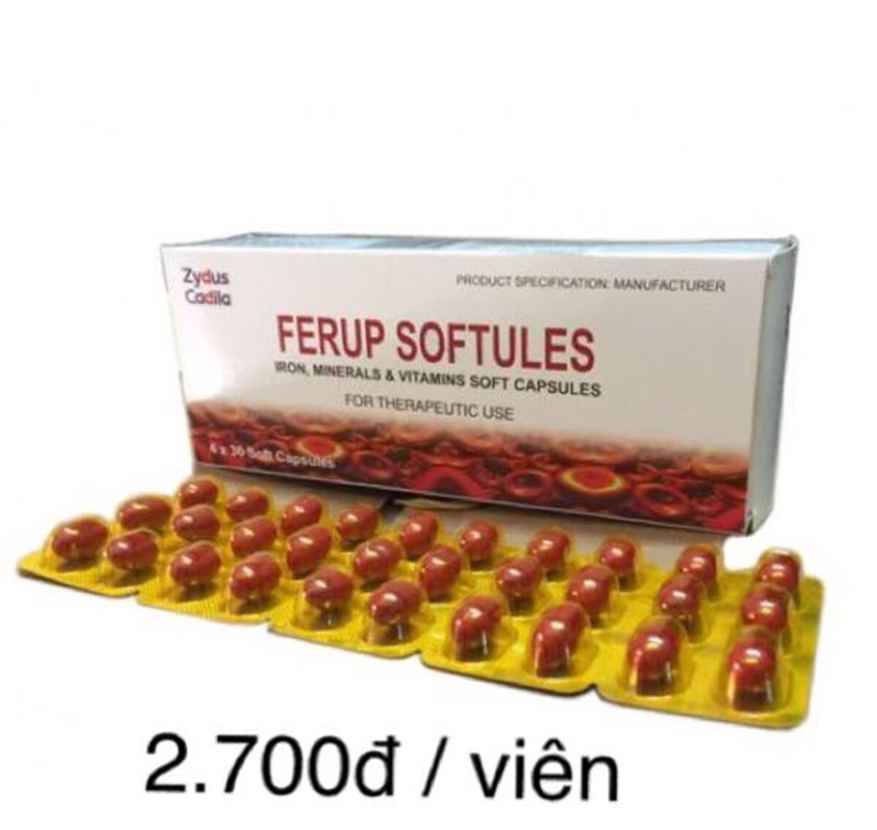 Zydus
Cadila
PRODUCT SPECIFICATION: MANUFACTURER
FERUP SOFTULES
IRON, MINERALS & VITAMINS SOFT CAPSULES
FOR THERAPEUTIC USE
x 30 Soft Capsules
2.700đ / viên